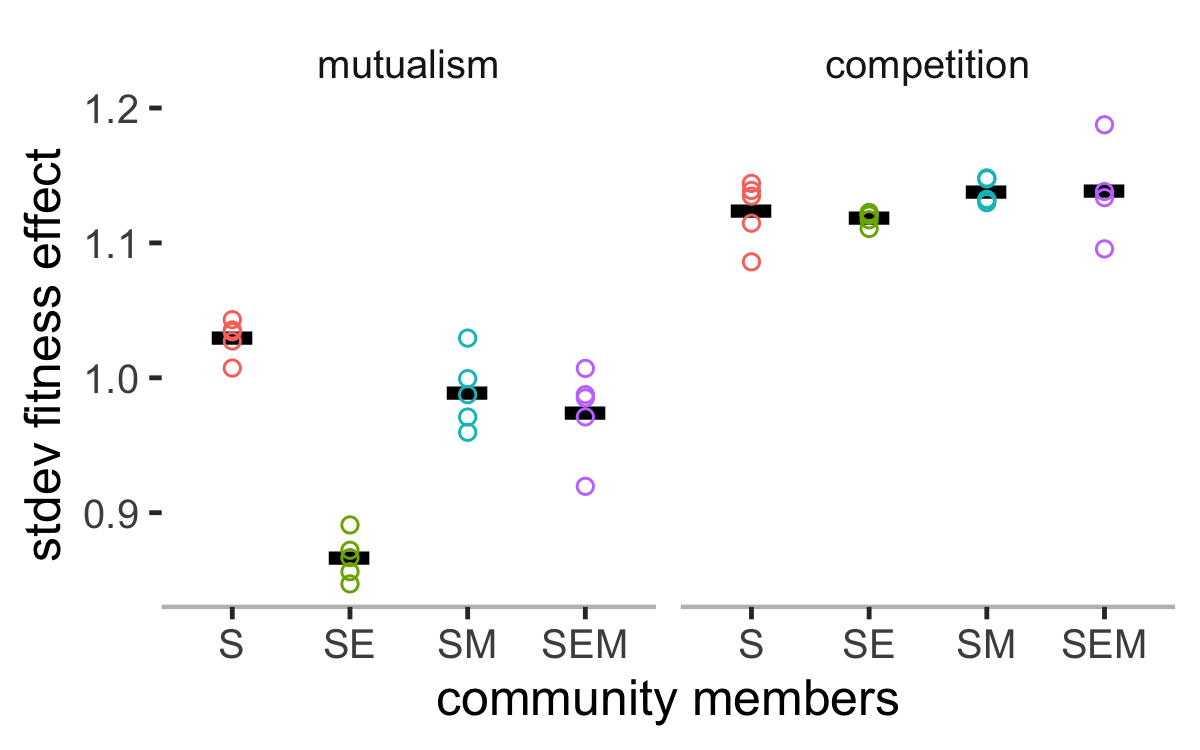 mutualism
competition
stdev fitness effect
1.2
1.1
1.0
0.9
S SE SM SEM
S SE SM SEM
community members